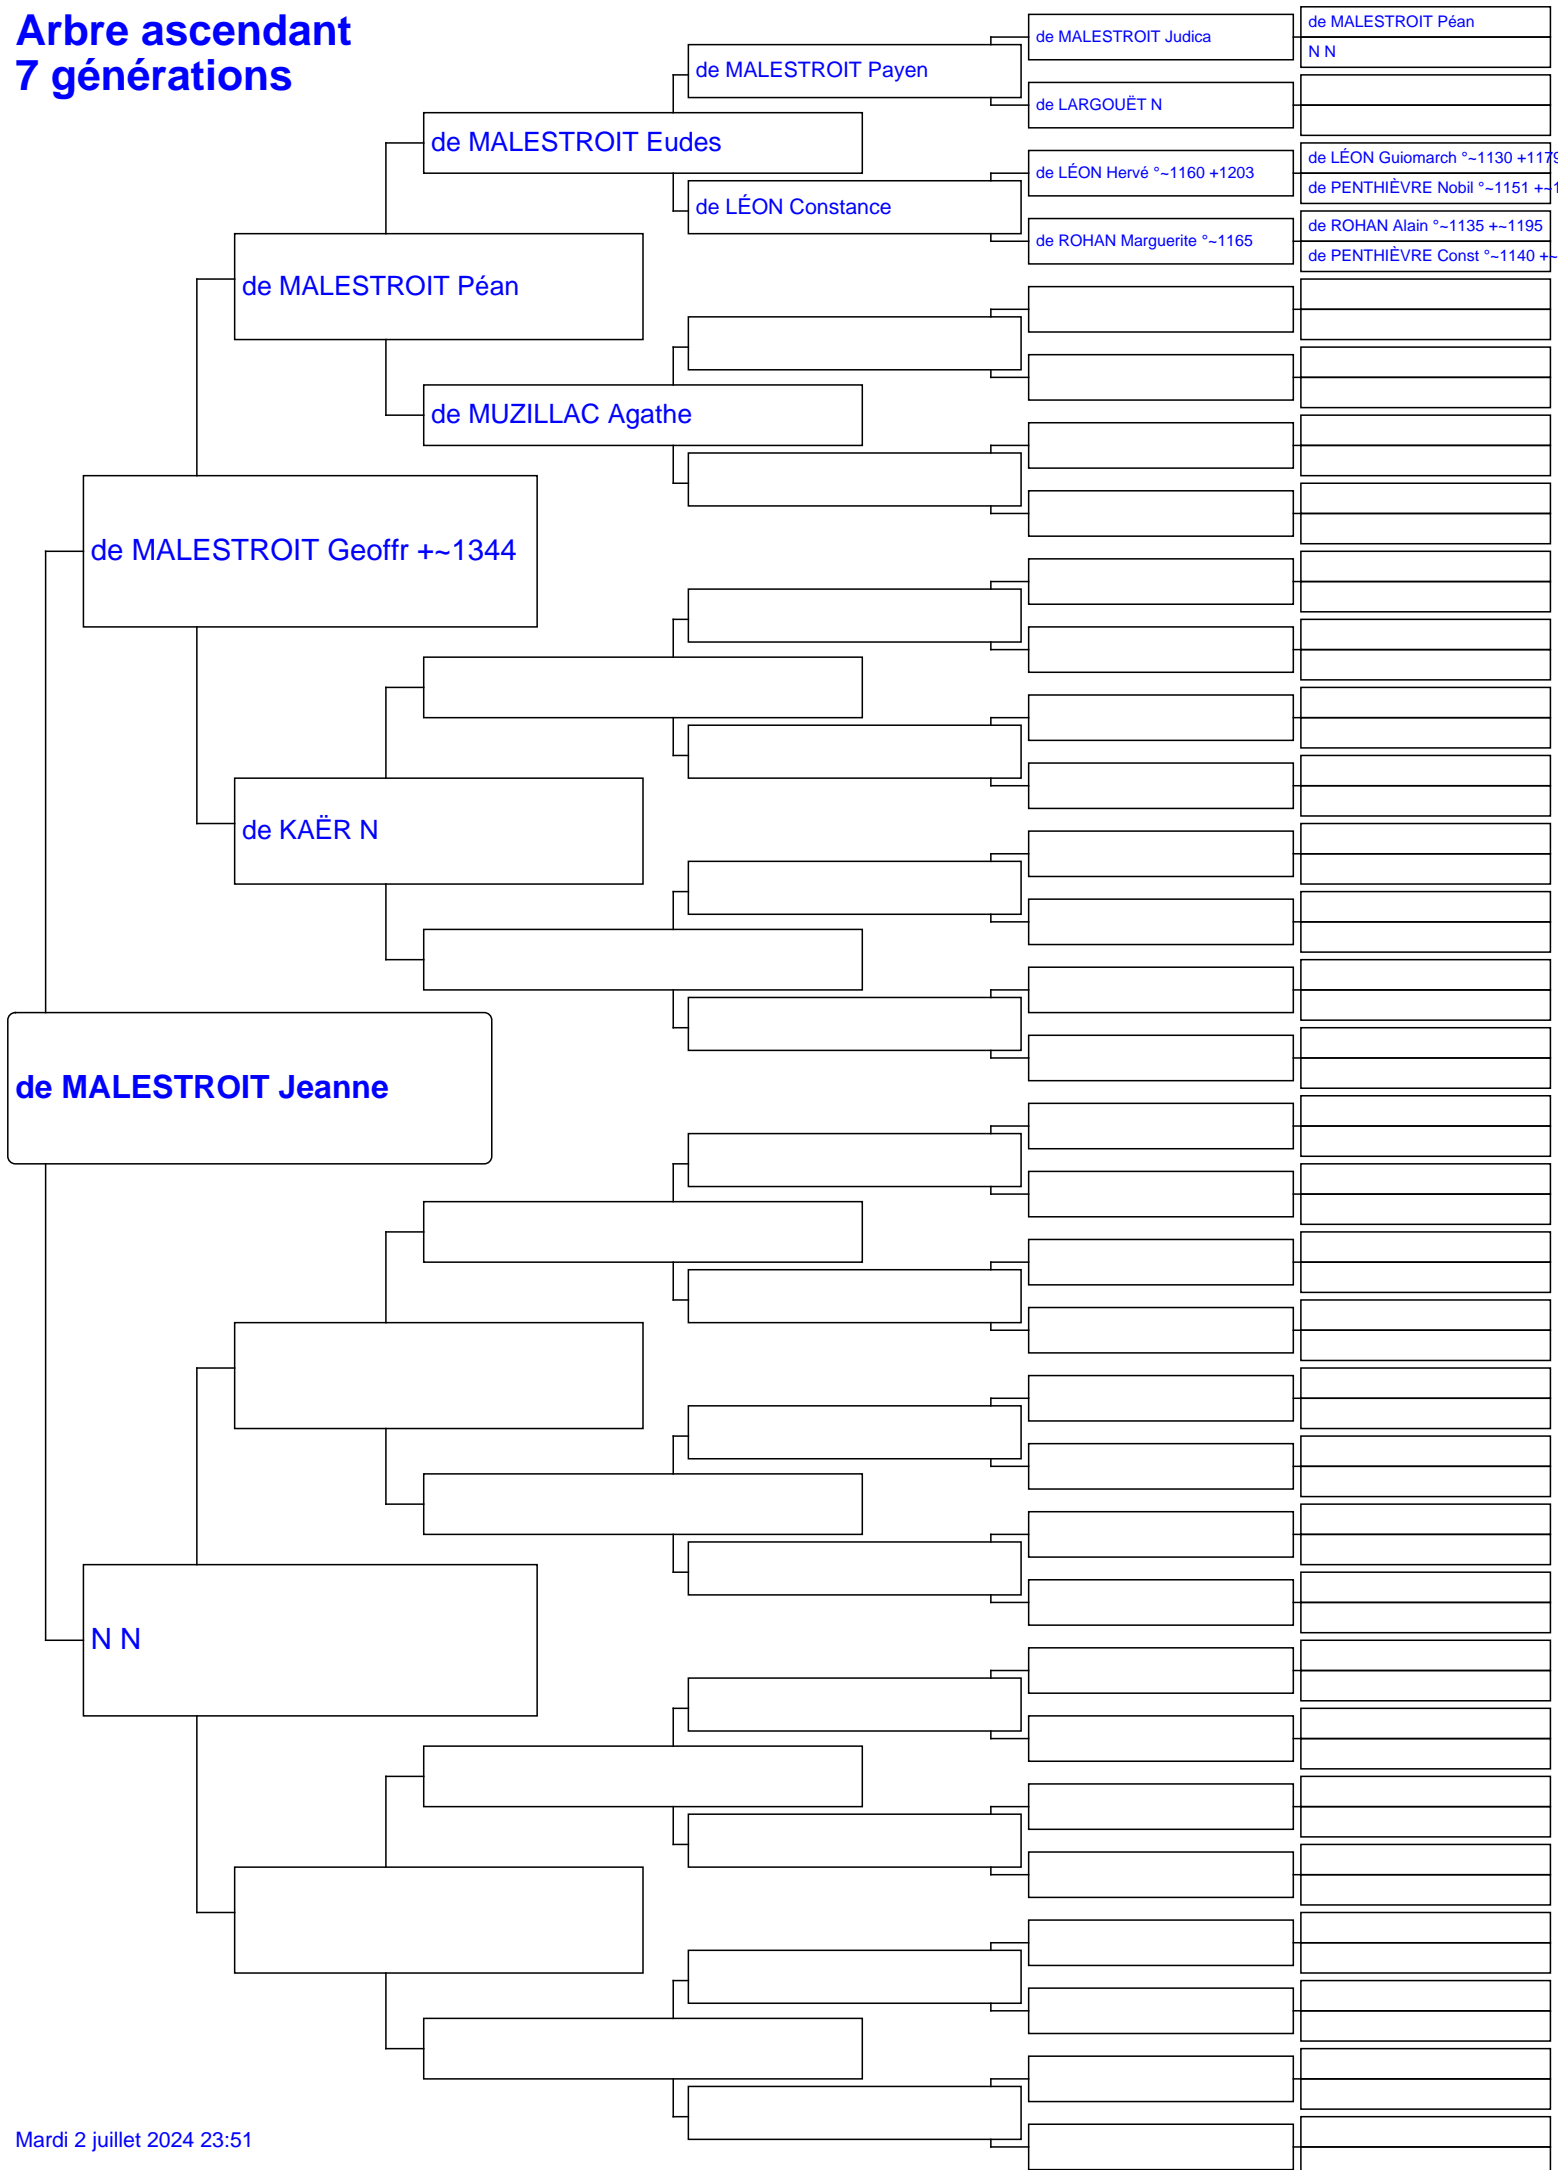 Arbre ascendant
7 générations
de MALESTROIT Péan
N N
de MALESTROIT Judica
de MALESTROIT Payen
de LARGOUËT N
de MALESTROIT Eudes
de LÉON Guiomarch °~1130 +1179
de LÉON Hervé °~1160 +1203
de PENTHIÈVRE Nobil °~1151 +~1
de LÉON Constance
de ROHAN Alain °~1135 +~1195
de ROHAN Marguerite °~1165
de PENTHIÈVRE Const °~1140 +~
de MALESTROIT Péan
de MUZILLAC Agathe
de MALESTROIT Geoffr +~1344
de KAËR N
de MALESTROIT Jeanne
N N
Mardi 2 juillet 2024 23:51